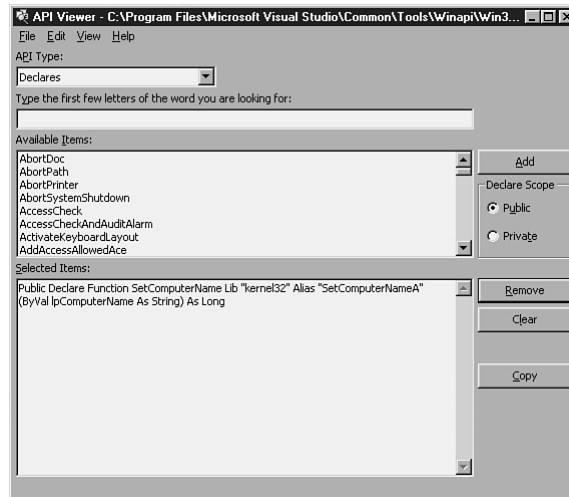 API Viewer - C:\Program Files\Microsoft Visual Studio\Common\Tools\Winapi\Win3...
File Edit View Help
API Type:
Declares
Type the first few letters of the word you are looking for:
Available Items:
AbortDoc
AbortPath
AbortPrinter
AbortSystemShutdown
AccessCheck
AccessCheckAndAuditAlarm
ActivateKeyboardLayout
AddAccessAllowedAce
Add
Declare Scope
Public
Private
Selected Items:
Public Declare Function SetComputerName Lib "kernel32" Alias "SetComputerNameA"
(ByVal lpComputerName As String) As Long
Remove
Clear
Copy